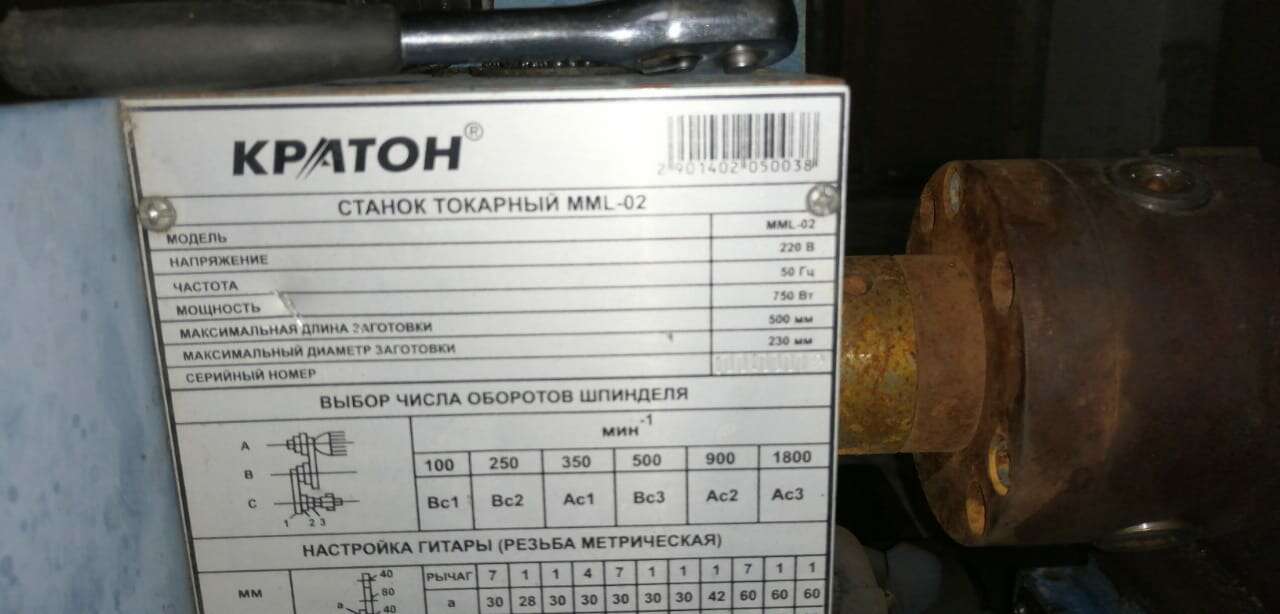 КРАТОН®
2 901402 050038
СТАНОК ТОКАРНЫЙ MML-02
МОДЕЛЬ MML-02
НАПРЯЖЕНИЕ 220 В
ЧАСТОТА 50 Гц
МОЩНОСТЬ 750 Вт
МАКСИМАЛЬНАЯ ДЛИНА ЗАГОТОВКИ 500 мм
МАКСИМАЛЬНЫЙ ДИАМЕТР ЗАГОТОВКИ 230 мм
СЕРИЙНЫЙ НОМЕР
ВЫБОР ЧИСЛА ОБОРОТОВ ШПИНДЕЛЯ
A
B
C
1 2 3
мин-1
100 250 350 500 900 1800
Bc1 Bc2 Ac1 Bc3 Ac2 Ac3
НАСТРОЙКА ГИТАРЫ (РЕЗЬБА МЕТРИЧЕСКАЯ)
мм
40
80
a 40
РЫЧАГ 7 1 1 4 7 1 1 1 7 1 1
a 30 28 30 30 30 30 30 42 60 60 60